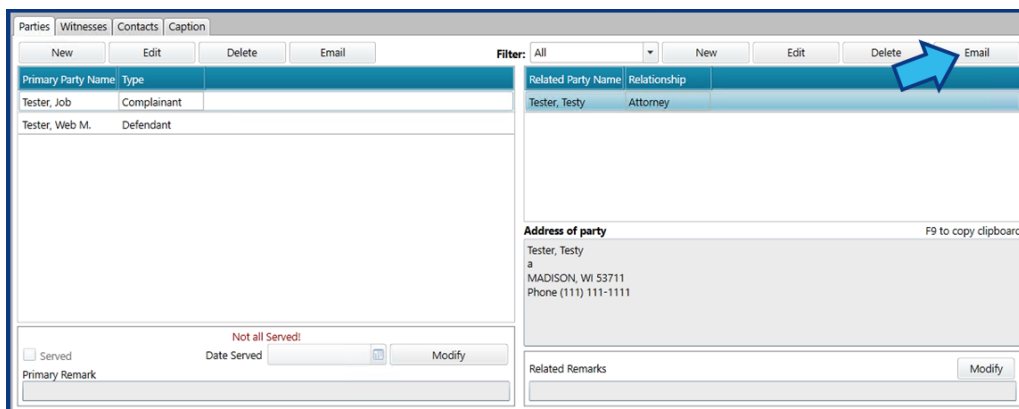 Parties Witnesses Contacts Caption
New Edit Delete Email Filter: All New Edit Delete Email
Primary Party Name Type
Tester, Job Complainant
Tester, Web M. Defendant
Related Party Name Relationship
Tester, Testy Attorney
Address of party F9 to copy clipboard
Tester, Testy
a
MADISON, WI 53711
Phone (111) 111-1111
Not all Served!
Served Date Served Modify
Primary Remark
Related Remarks Modify